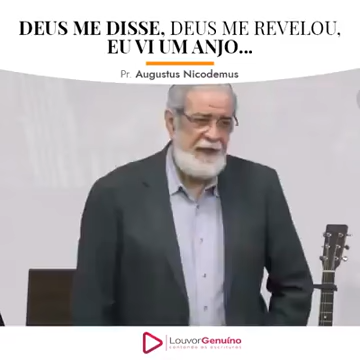 DEUS ME DISSE, DEUS ME REVELOU,
EU VI UM ANJO...
Pr. Augustus Nicodemus
LouvorGenuíno